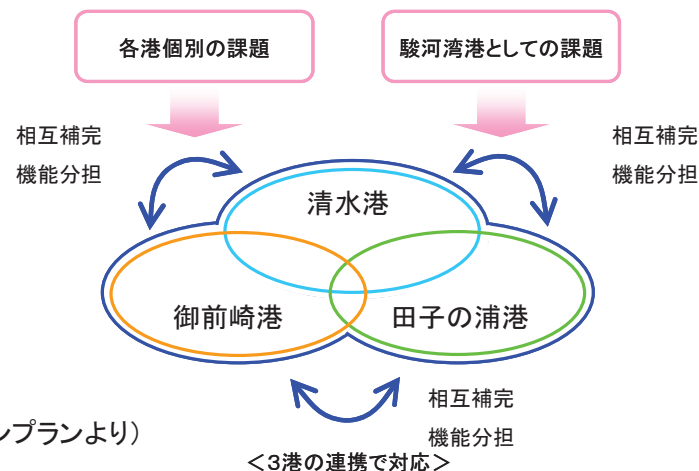 各港個別の課題
駿河湾港としての課題
相互補完
機能分担
相互補完
機能分担
清水港
御前崎港
田子の浦港
相互補完
機能分担
ンプランより）
＜3港の連携で対応＞